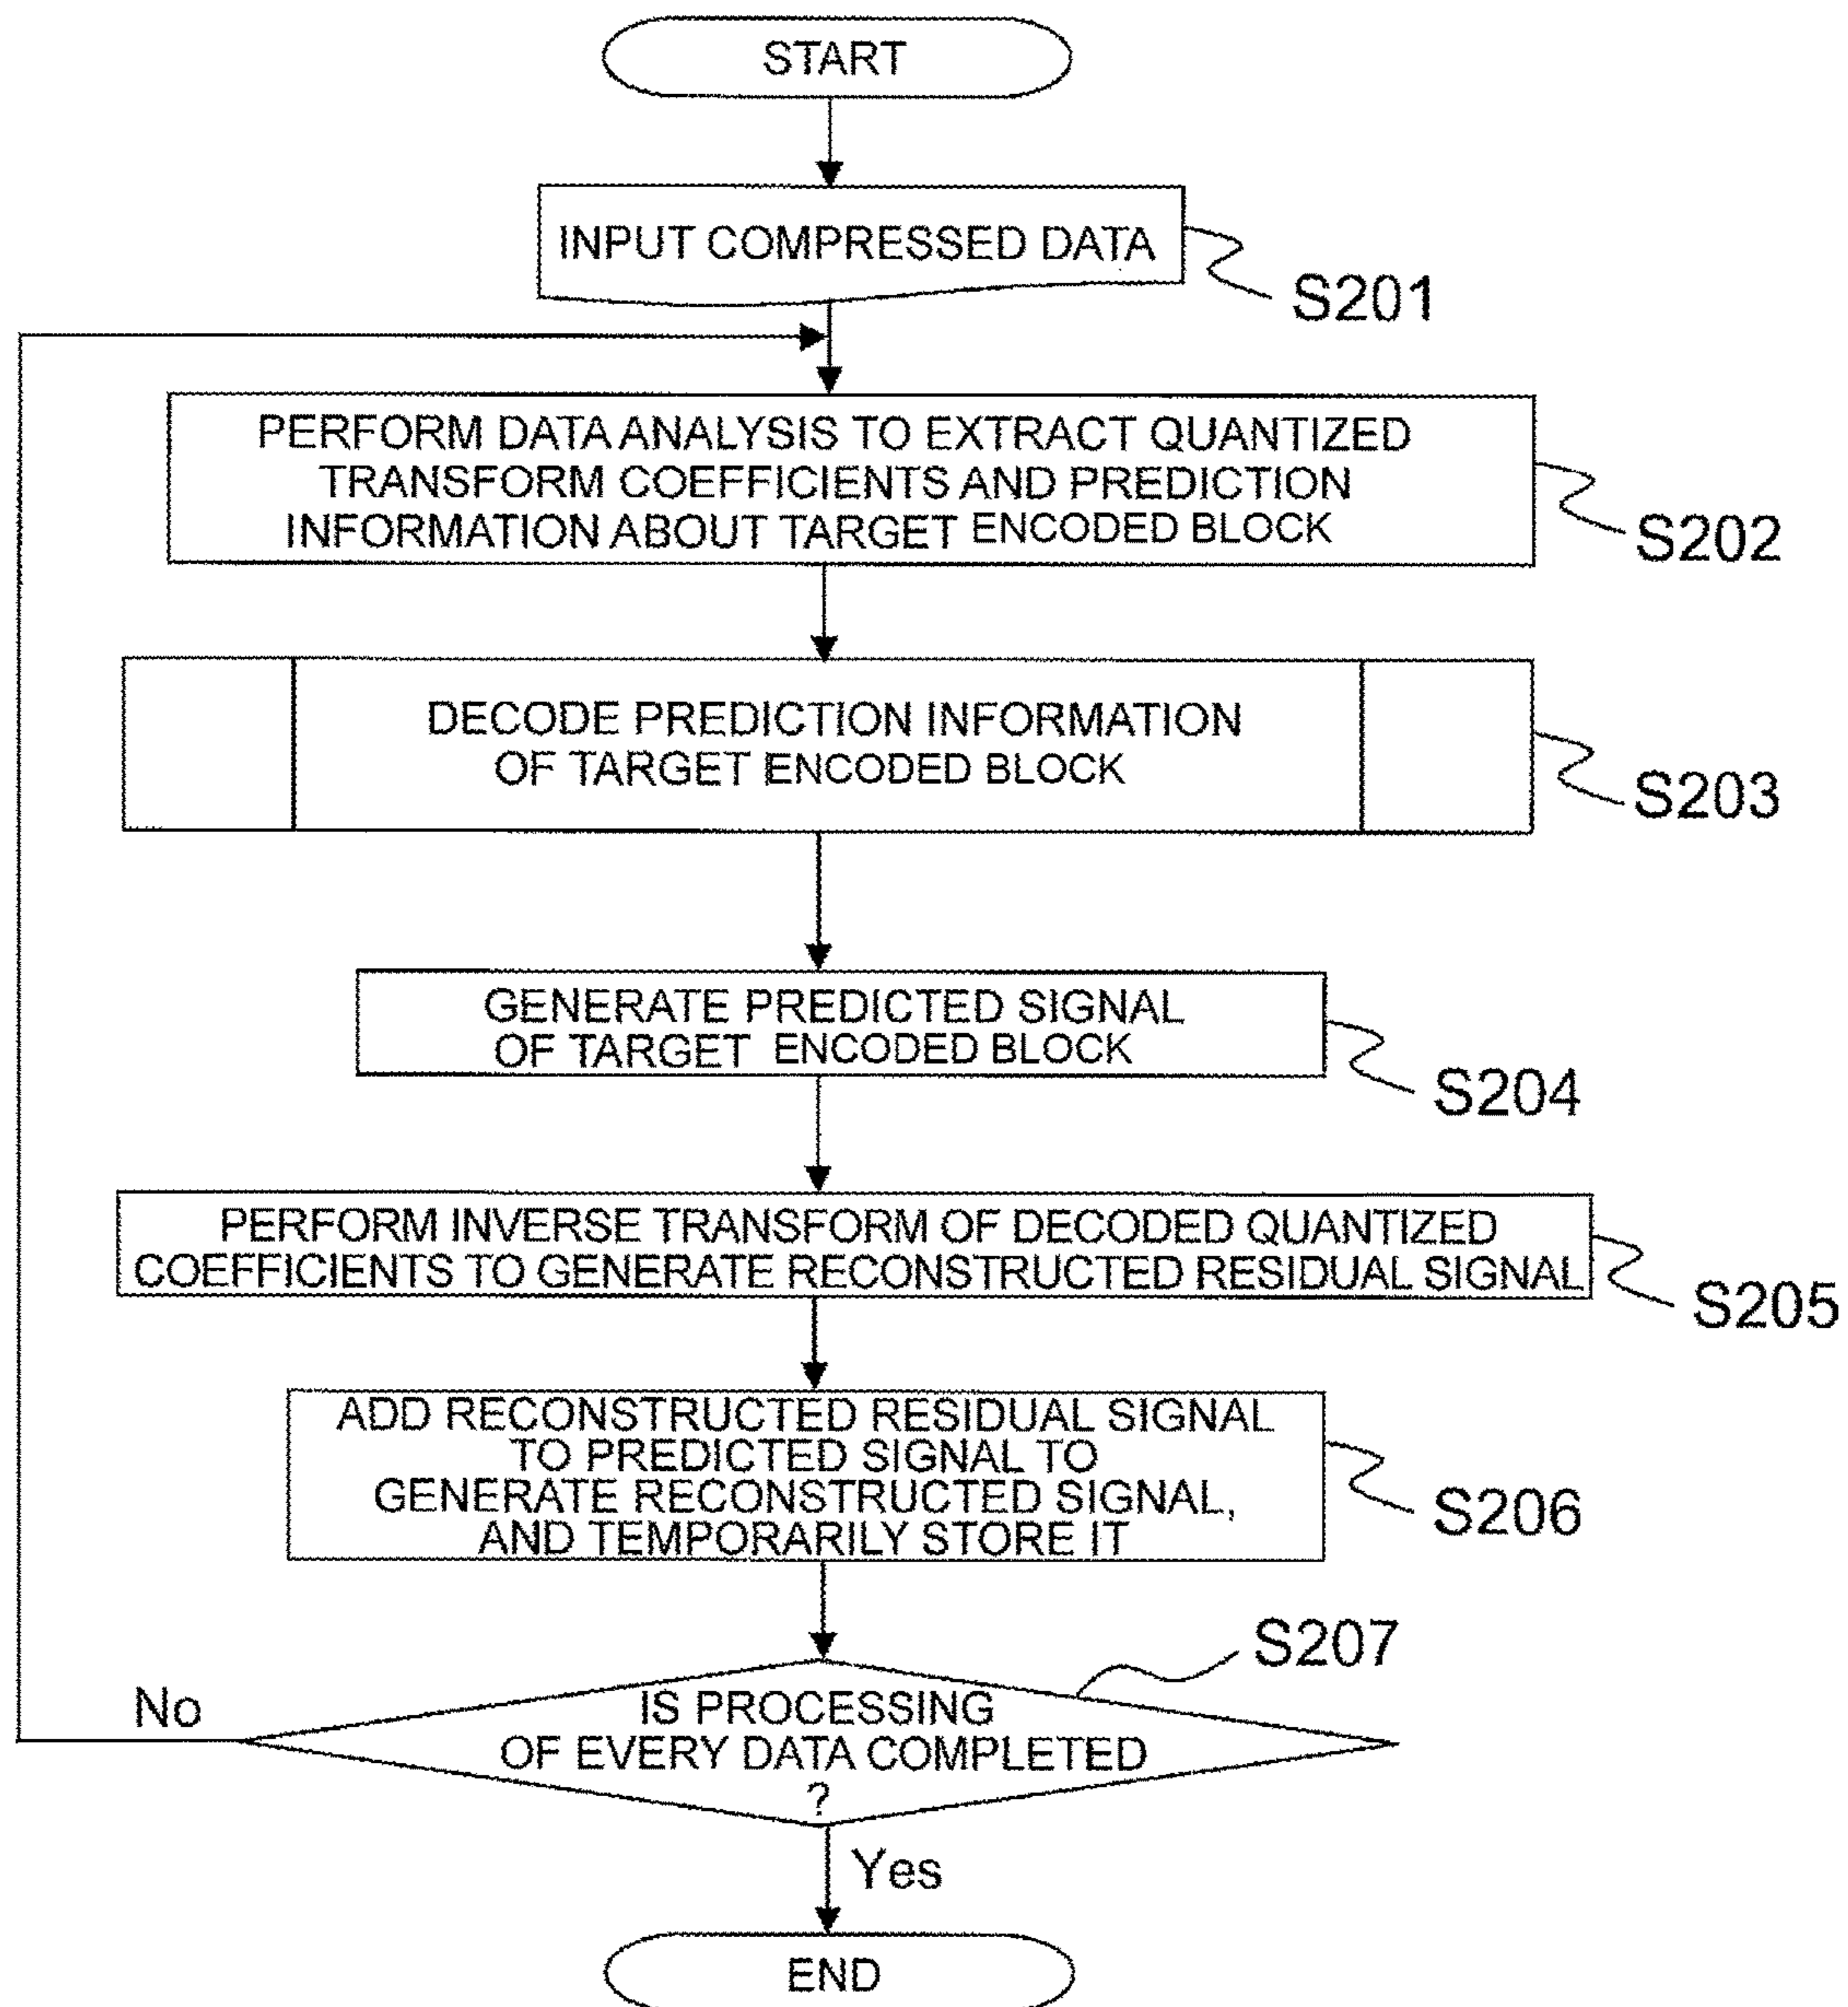 START
INPUT COMPRESSED DATA
S201
PERFORM DATA ANALYSIS TO EXTRACT QUANTIZED
TRANSFORM COEFFICIENTS AND PREDICTION
INFORMATION ABOUT TARGET ENCODED BLOCK
S202
DECODE PREDICTION INFORMATION
OF TARGET ENCODED BLOCK
S203
GENERATE PREDICTED SIGNAL
OF TARGET ENCODED BLOCK
S204
PERFORM INVERSE TRANSFORM OF DECODED QUANTIZED
COEFFICIENTS TO GENERATE RECONSTRUCTED RESIDUAL SIGNAL
S205
ADD RECONSTRUCTED RESIDUAL SIGNAL
TO PREDICTED SIGNAL TO
GENERATE RECONSTRUCTED SIGNAL,
AND TEMPORARILY STORE IT
S206
S207
No
IS PROCESSING
OF EVERY DATA COMPLETED
?
Yes
END